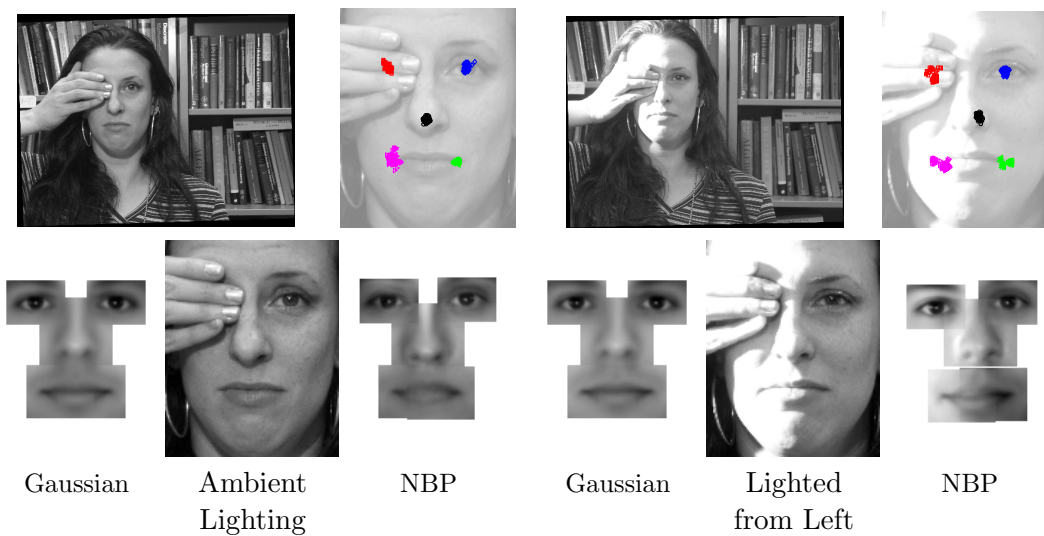 Gaussian
Ambient
Lighting
NBP
Gaussian
Lighted
from Left
NBP